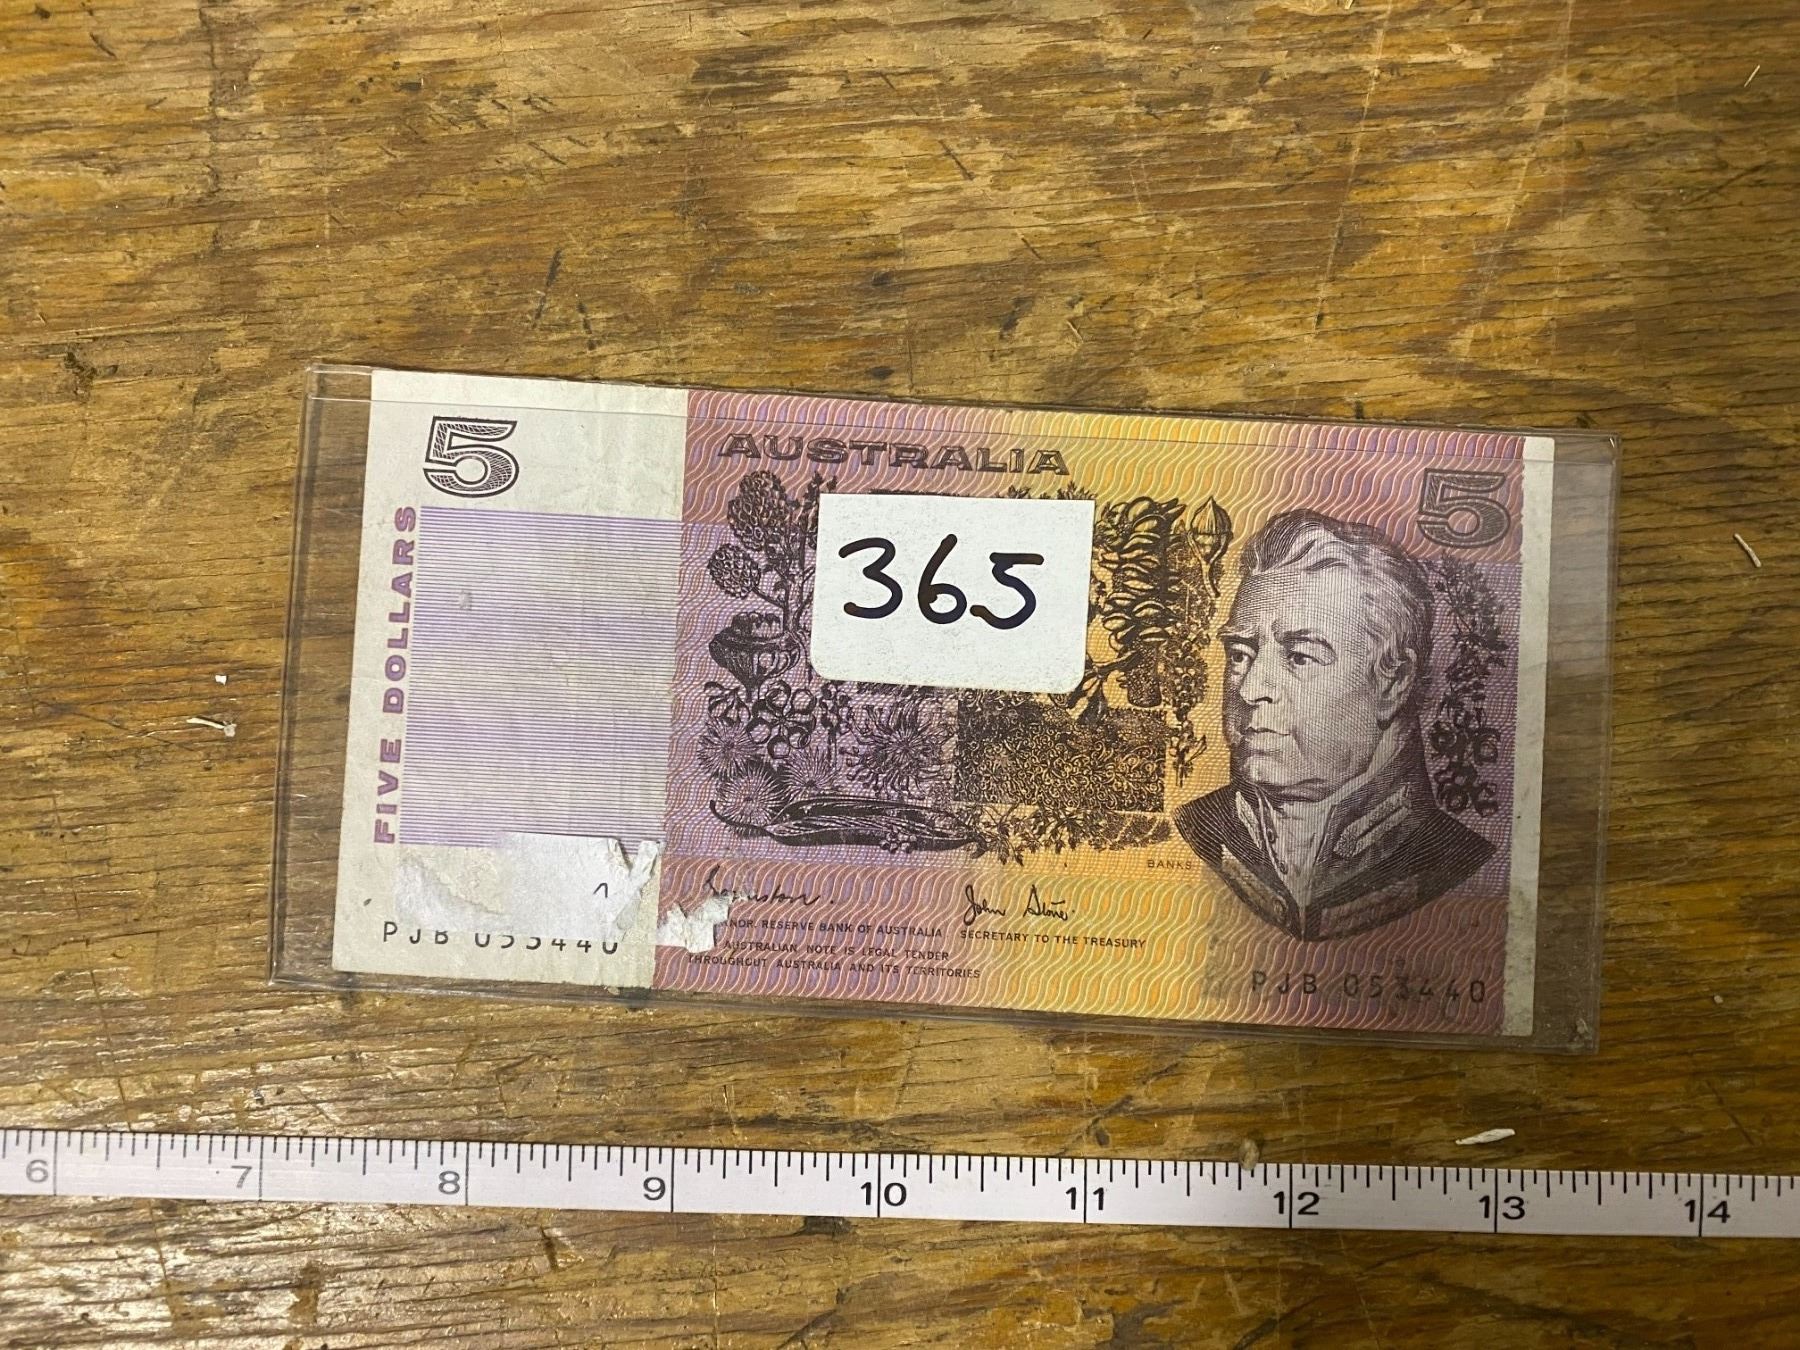 5
AUSTRALIA
5
FIVE DOLLARS
365
BANKS
John Stone
RESERVE BANK OF AUSTRALIA
SECRETARY TO THE TREASURY
AUSTRALIAN NOTE IS LEGAL TENDER
THROUGHOUT AUSTRALIA AND ITS TERRITORIES
PJB 053440
PJB 053440
6 7 8 9 10 11 12 13 14